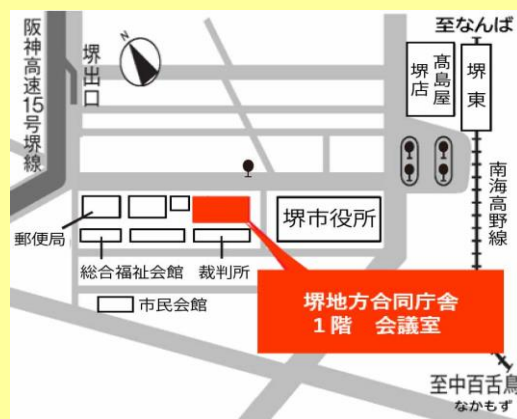 至なんば
阪神高速15号堺線
堺出口
N
髙島屋
堺店
堺東
南海高野線
郵便局
堺市役所
総合福祉会館
裁判所
市民会館
堺地方合同庁舎
1階 会議室
至中百舌鳥
なかもず